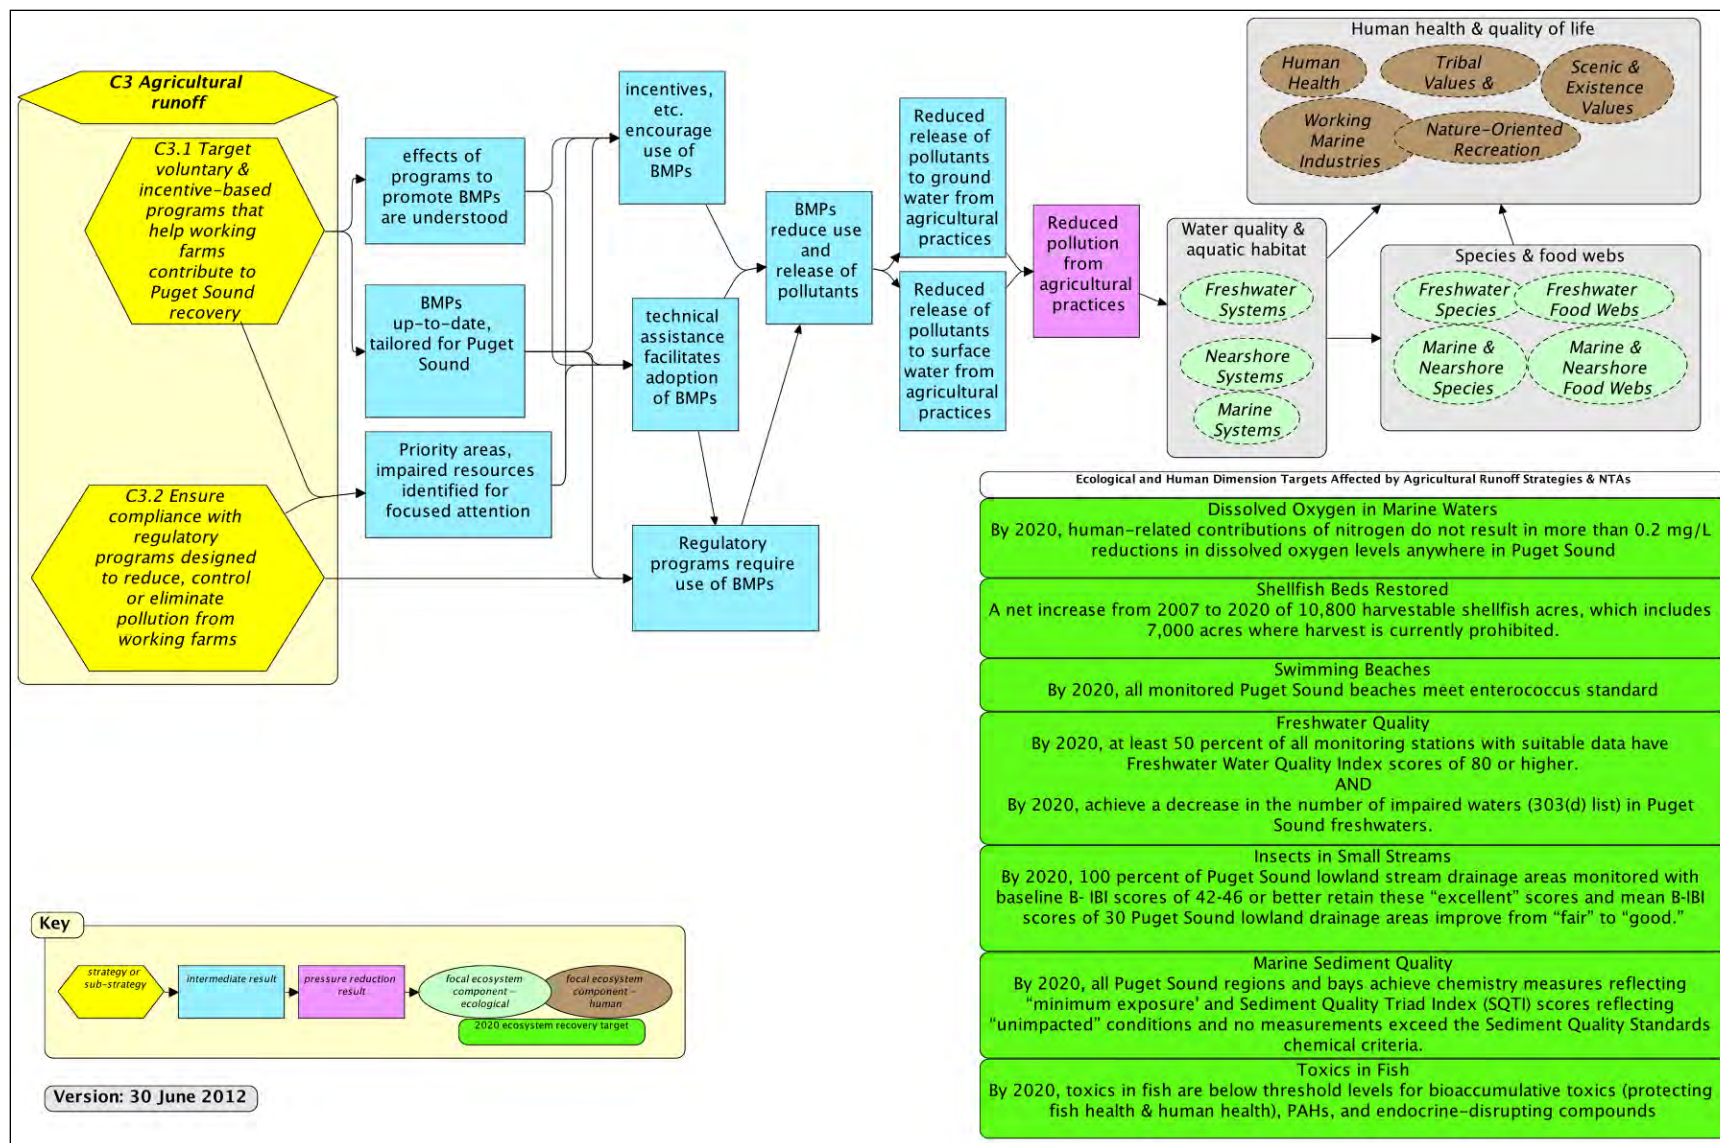 C3 Agricultural
runoff
C3.1 Target
voluntary &
incentive-based
programs that
help working
farms
contribute to
Puget Sound
recovery
C3.2 Ensure
compliance with
regulatory
programs designed
to reduce, control
or eliminate
pollution from
working farms
effects of
programs to
promote BMPs
are understood
BMPs
up-to-date,
tailored for Puget
Sound
Priority areas,
impaired resources
identified for
focused attention
incentives,
etc.
encourage
use of
BMPs
technical
assistance
facilitates
adoption
of BMPs
Regulatory
programs require
use of BMPs
BMPs
reduce use
and
release of
pollutants
Reduced
release of
pollutants
to ground
water from
agricultural
practices
Reduced
release of
pollutants
to surface
water from
agricultural
practices
Reduced
pollution
from
agricultural
practices
Water quality &
aquatic habitat
Freshwater
Systems
Nearshore
Systems
Marine
Systems
Human health & quality of life
Human
Health
Tribal
Values &
Scenic &
Existence
Values
Working
Marine
Industries
Nature-Oriented
Recreation
Species & food webs
Freshwater
Species
Freshwater
Food Webs
Marine &
Nearshore
Species
Marine &
Nearshore
Food Webs
Ecological and Human Dimension Targets Affected by Agricultural Runoff Strategies & NTAs
Dissolved Oxygen in Marine Waters
By 2020, human-related contributions of nitrogen do not result in more than 0.2 mg/L
reductions in dissolved oxygen levels anywhere in Puget Sound
Shellfish Beds Restored
A net increase from 2007 to 2020 of 10,800 harvestable shellfish acres, which includes
7,000 acres where harvest is currently prohibited.
Swimming Beaches
By 2020, all monitored Puget Sound beaches meet enterococcus standard
Freshwater Quality
By 2020, at least 50 percent of all monitoring stations with suitable data have
Freshwater Water Quality Index scores of 80 or higher.
AND
By 2020, achieve a decrease in the number of impaired waters (303(d) list) in Puget
Sound freshwaters.
Insects in Small Streams
By 2020, 100 percent of Puget Sound lowland stream drainage areas monitored with
baseline B- IBI scores of 42-46 or better retain these “excellent” scores and mean B-IBI
scores of 30 Puget Sound lowland drainage areas improve from “fair” to “good.”
Marine Sediment Quality
By 2020, all Puget Sound regions and bays achieve chemistry measures reflecting
“minimum exposure' and Sediment Quality Triad Index (SQTI) scores reflecting
“unimpacted” conditions and no measurements exceed the Sediment Quality Standards
chemical criteria.
Toxics in Fish
By 2020, toxics in fish are below threshold levels for bioaccumulative toxics (protecting
fish health & human health), PAHs, and endocrine-disrupting compounds
Key
strategy or
sub-strategy
intermediate result
pressure reduction
result
focal ecosystem
component -
ecological
focal ecosystem
component -
human
2020 ecosystem recovery target
Version: 30 June 2012